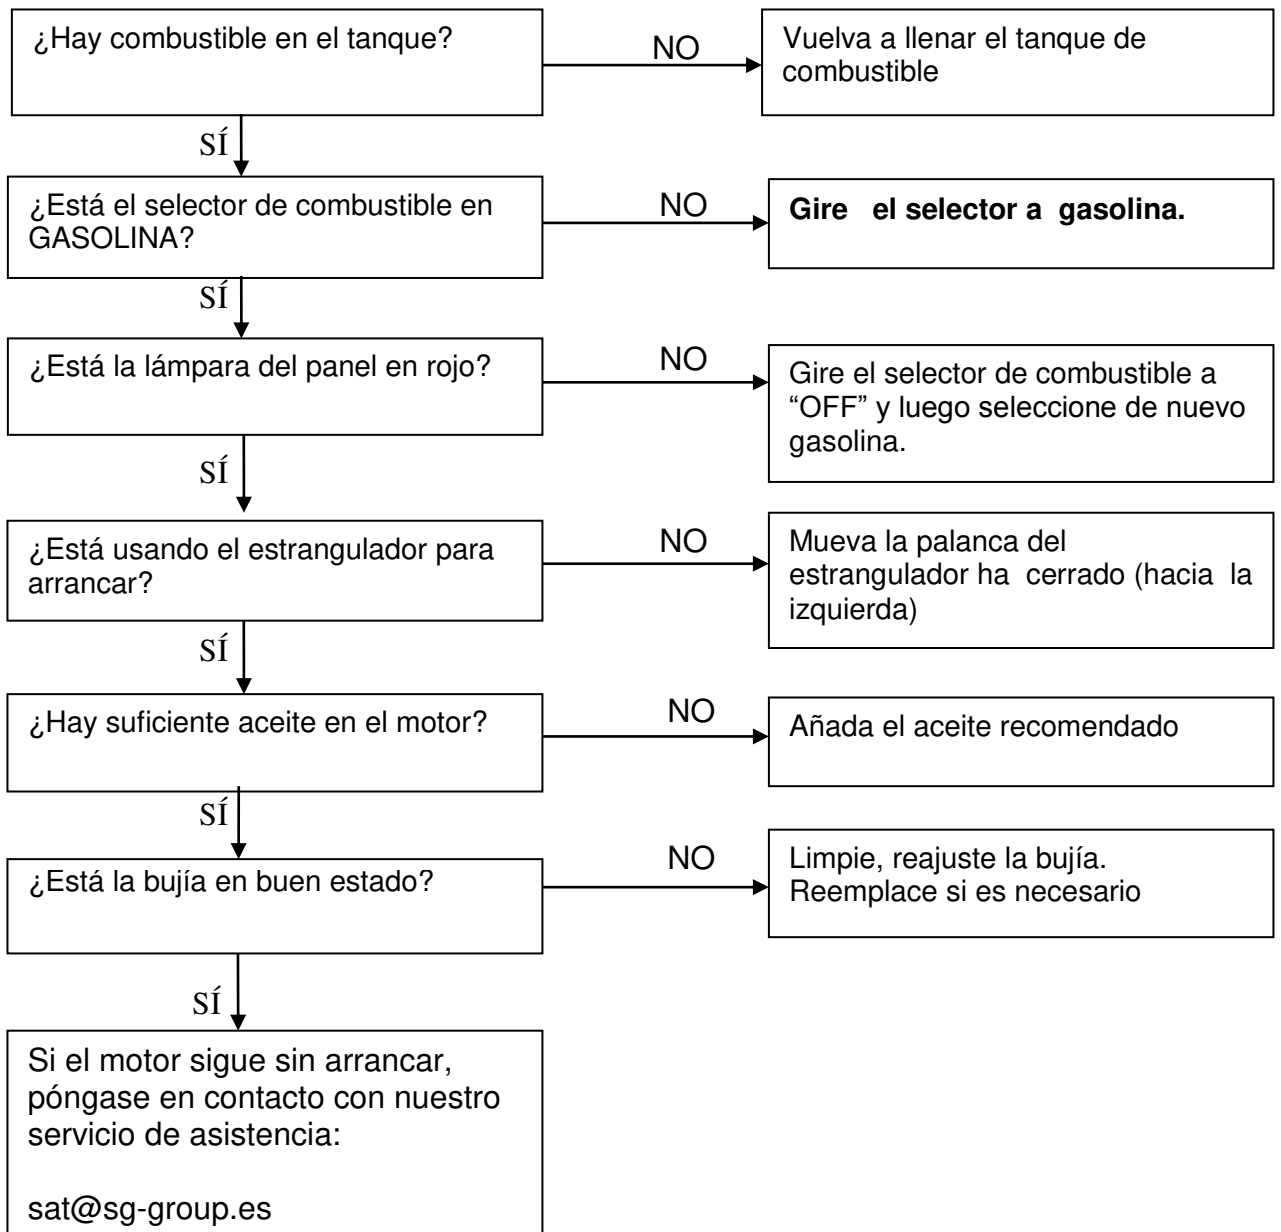 ¿Hay combustible en el tanque?
NO
Vuelva a llenar el tanque de
combustible
SÍ
¿Está el selector de combustible en
GASOLINA?
NO
Gire el selector a gasolina.
SÍ
¿Está la lámpara del panel en rojo?
NO
Gire el selector de combustible a
“OFF” y luego seleccione de nuevo
gasolina.
SÍ
¿Está usando el estrangulador para
arrancar?
NO
Mueva la palanca del
estrangulador ha cerrado (hacia la
izquierda)
SÍ
¿Hay suficiente aceite en el motor?
NO
Añada el aceite recomendado
SÍ
¿Está la bujía en buen estado?
NO
Limpie, reajuste la bujía.
Reemplace si es necesario
SÍ
Si el motor sigue sin arrancar,
póngase en contacto con nuestro
servicio de asistencia:
sat@sg-group.es